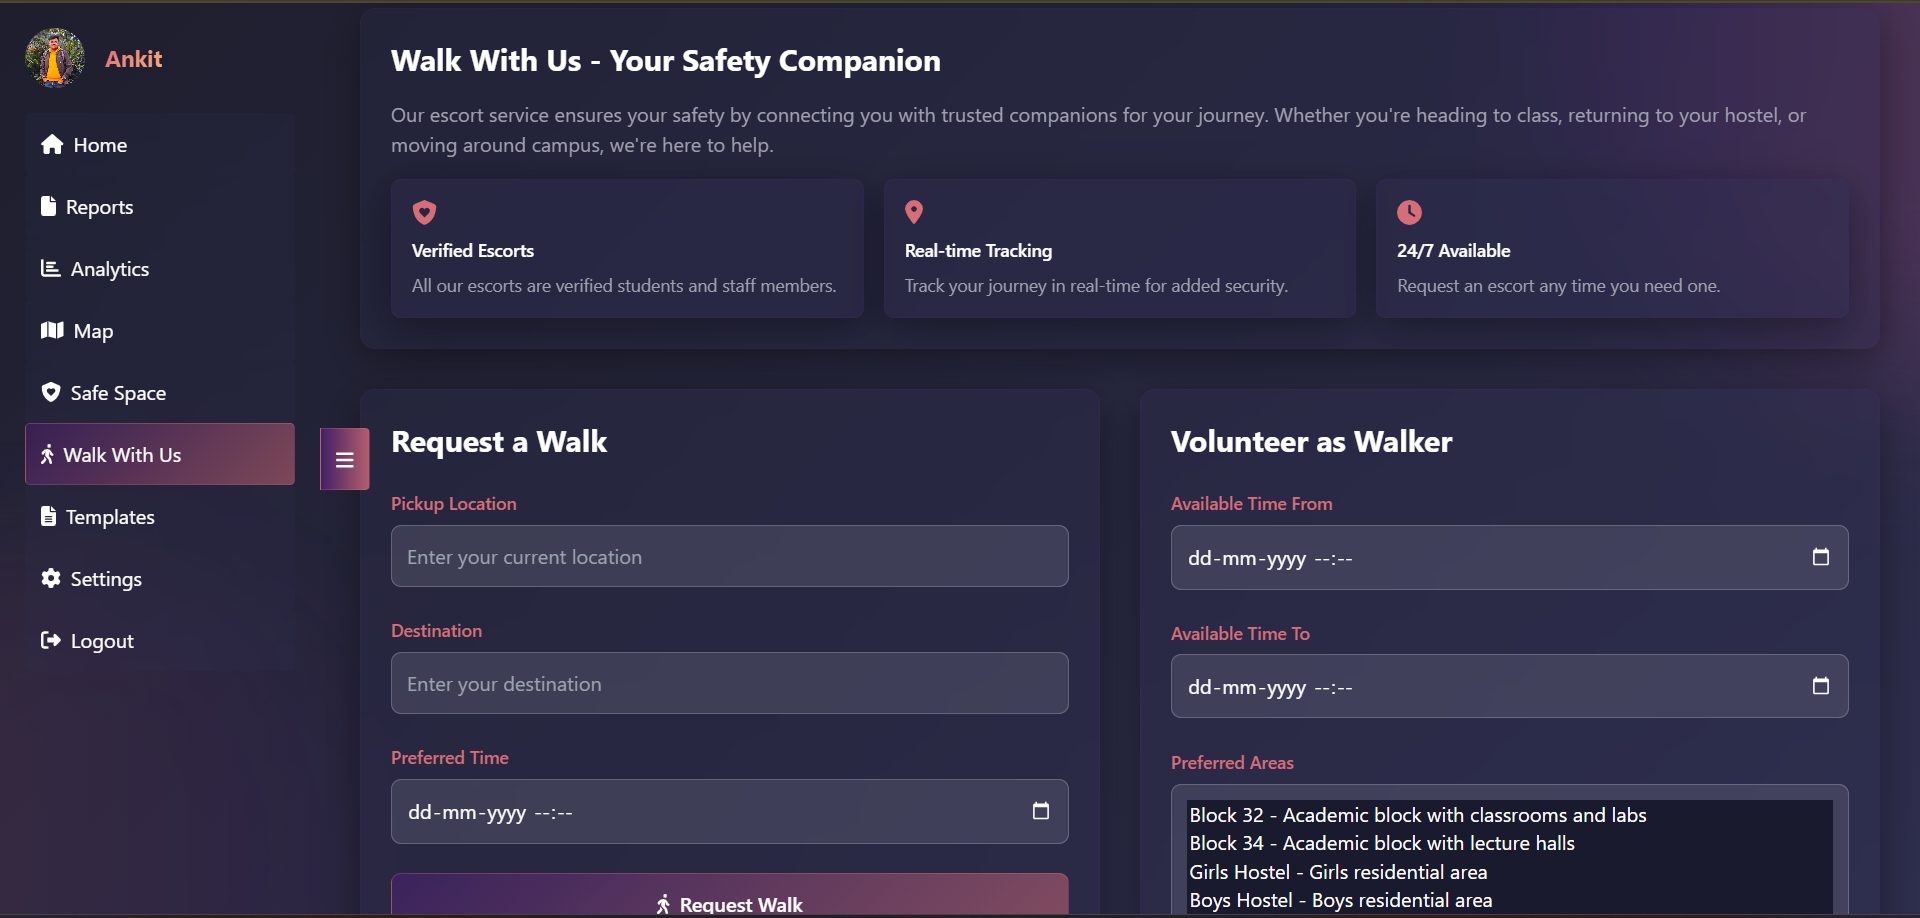 Ankit
Home
Reports
Analytics
Map
Safe Space
Walk With Us
Templates
Settings
Logout
Walk With Us - Your Safety Companion
Our escort service ensures your safety by connecting you with trusted companions for your journey. Whether you're heading to class, returning to your hostel, or
moving around campus, we're here to help.
Verified Escorts
All our escorts are verified students and staff members.
Real-time Tracking
Track your journey in real-time for added security.
24/7 Available
Request an escort any time you need one.
Request a Walk
Pickup Location
Enter your current location
Destination
Enter your destination
Preferred Time
dd-mm-yyyy --:--
Request Walk
Volunteer as Walker
Available Time From
dd-mm-yyyy --:--
Available Time To
dd-mm-yyyy --:--
Preferred Areas
Block 32 - Academic block with classrooms and labs
Block 34 - Academic block with lecture halls
Girls Hostel - Girls residential area
Boys Hostel - Boys residential area